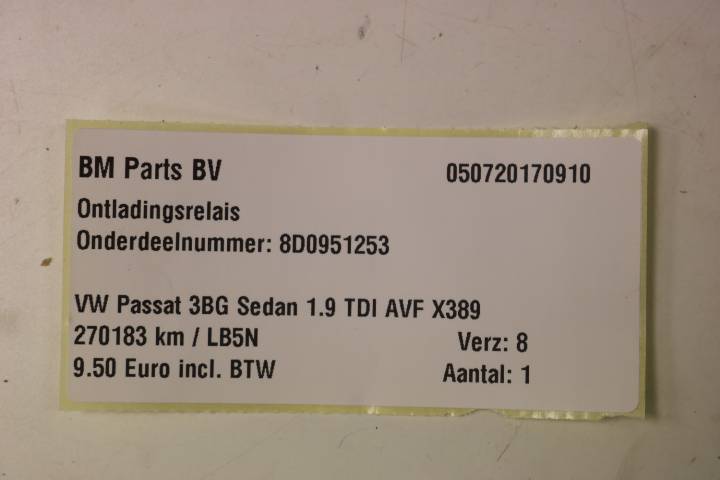 BM Parts BV 050720170910
Ontladingsrelais
Onderdeelnummer: 8D0951253
VW Passat 3BG Sedan 1.9 TDI AVF X389
270183 km / LB5N Verz: 8
9.50 Euro incl. BTW Aantal: 1